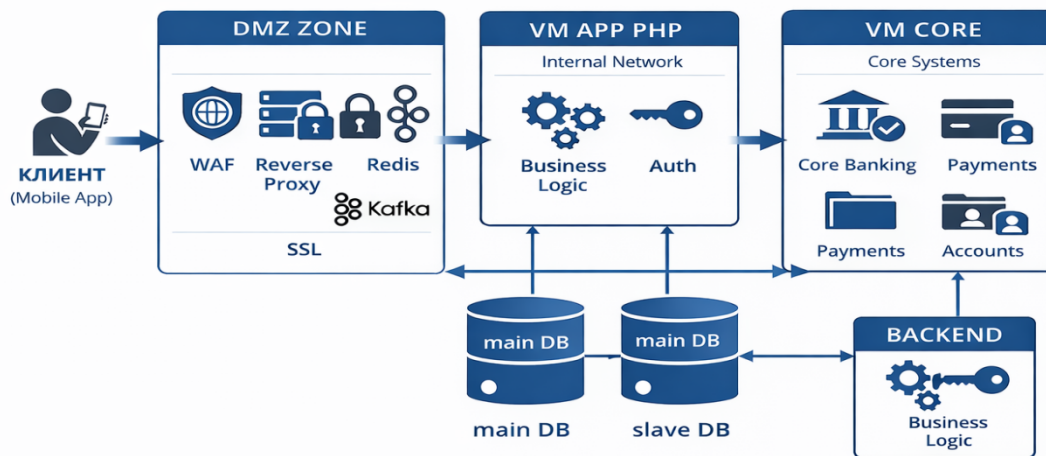 DMZ ZONE
WAF
Reverse
Proxy
Redis
Kafka
SSL
КЛИЕНТ
(Mobile App)
VM APP PHP
Internal Network
Business
Logic
Auth
VM CORE
Core Systems
Core Banking
Payments
Payments
Accounts
main DB
main DB
main DB
slave DB
BACKEND
Business
Logic